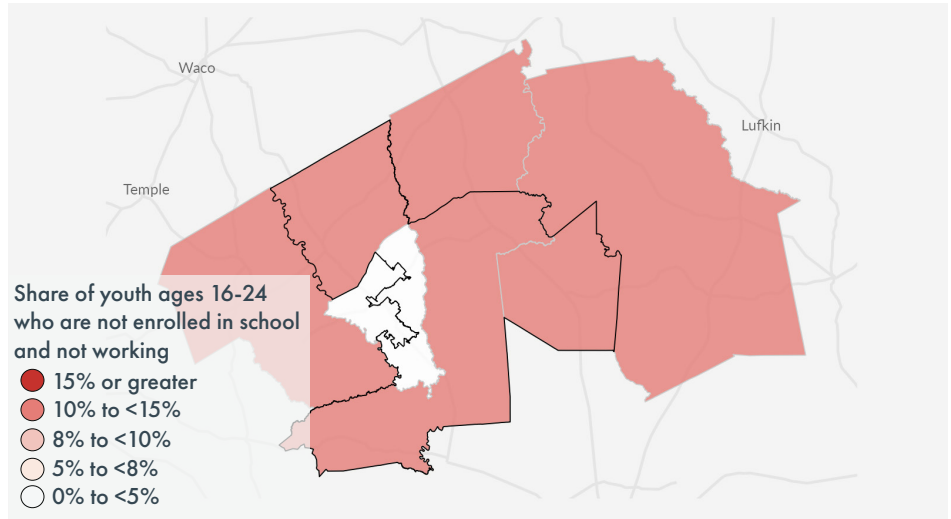 Waco
Lufkin
Temple
Share of youth ages 16-24
who are not enrolled in school
and not working
15% or greater
10% to <15%
8% to <10%
5% to <8%
0% to <5%